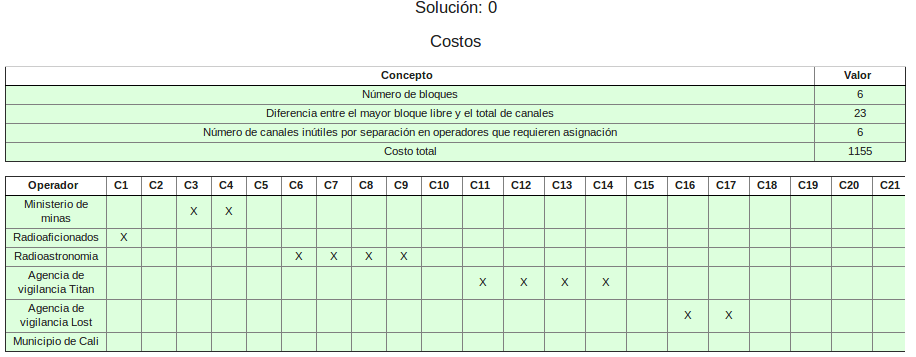 Solución: 0
Costos
Concepto Valor
Número de bloques 6
Diferencia entre el mayor bloque libre y el total de canales 23
Número de canales inútiles por separación en operadores que requieren asignación 6
Costo total 1155
Operador C1 C2 C3 C4 C5 C6 C7 C8 C9 C10 C11 C12 C13 C14 C15 C16 C17 C18 C19 C20 C21
Ministerio de
minas X X
Radioaficionados X
Radioastronomia X X X X
Agencia de
vigilancia Titan X X X X
Agencia de
vigilancia Lost X X
Municipio de Cali